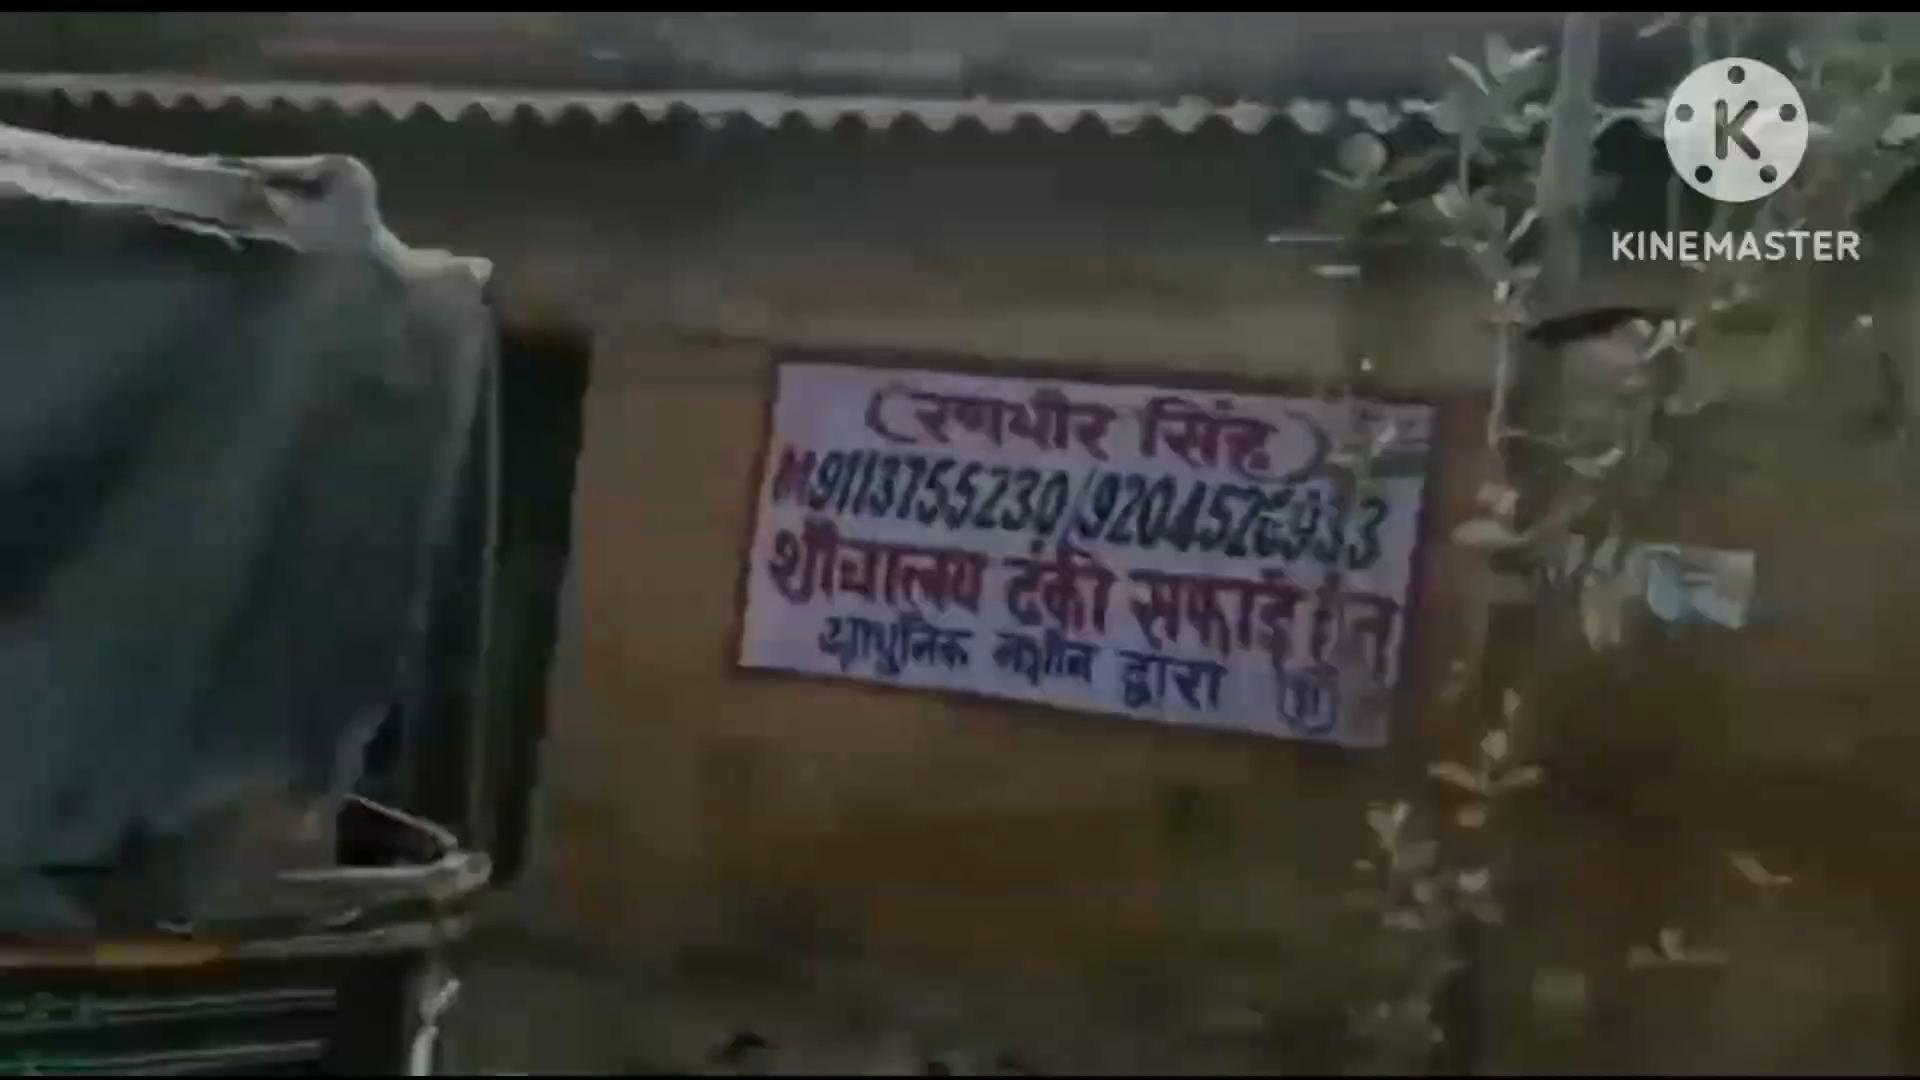 (रणधीर सिंह)
M 9113755230/9204526933
शौचालय टंकी सफाई हेतु
आधुनिक मशीन द्वारा
K
KINEMASTER